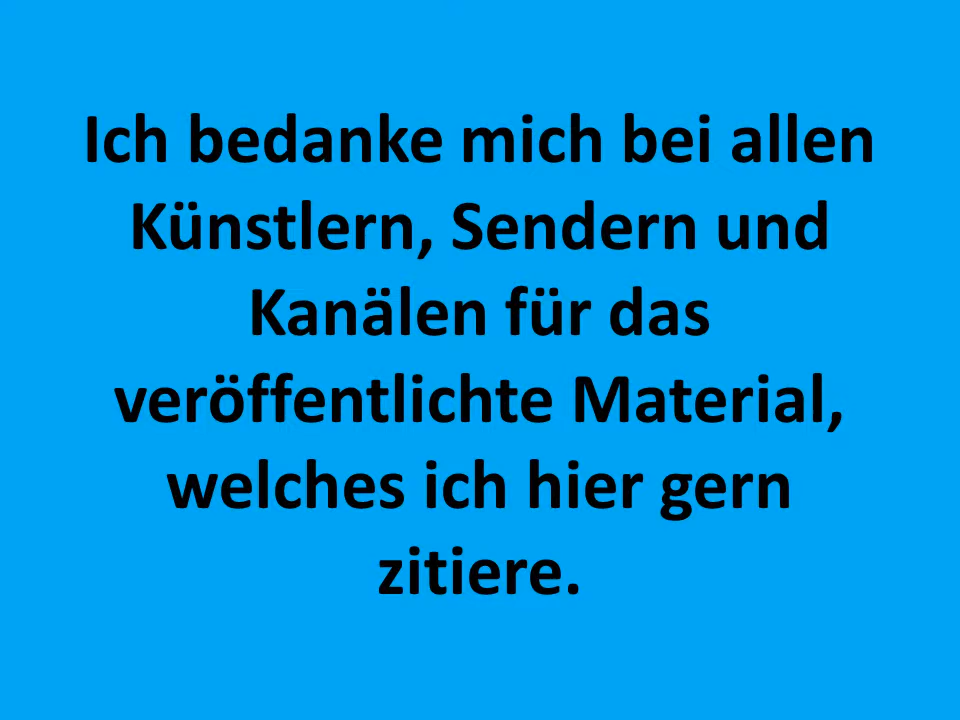 Ich bedanke mich bei allen
Künstlern, Sendern und
Kanälen für das
veröffentlichte Material,
welches ich hier gern
zitiere.